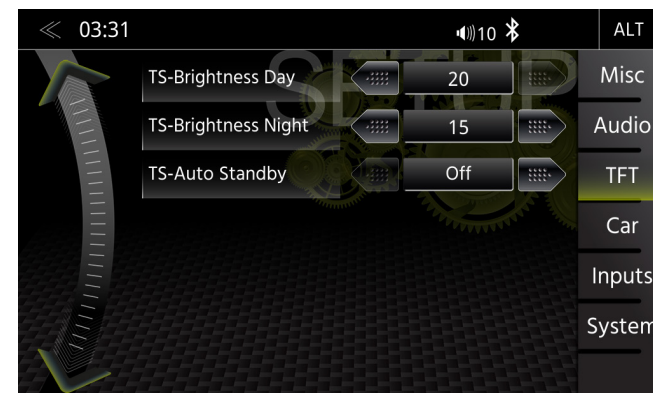 03:31
10
ALT
SETUP
TS-Brightness Day
20
Misc
TS-Brightness Night
15
Audio
TS-Auto Standby
Off
TFT
Car
Inputs
System